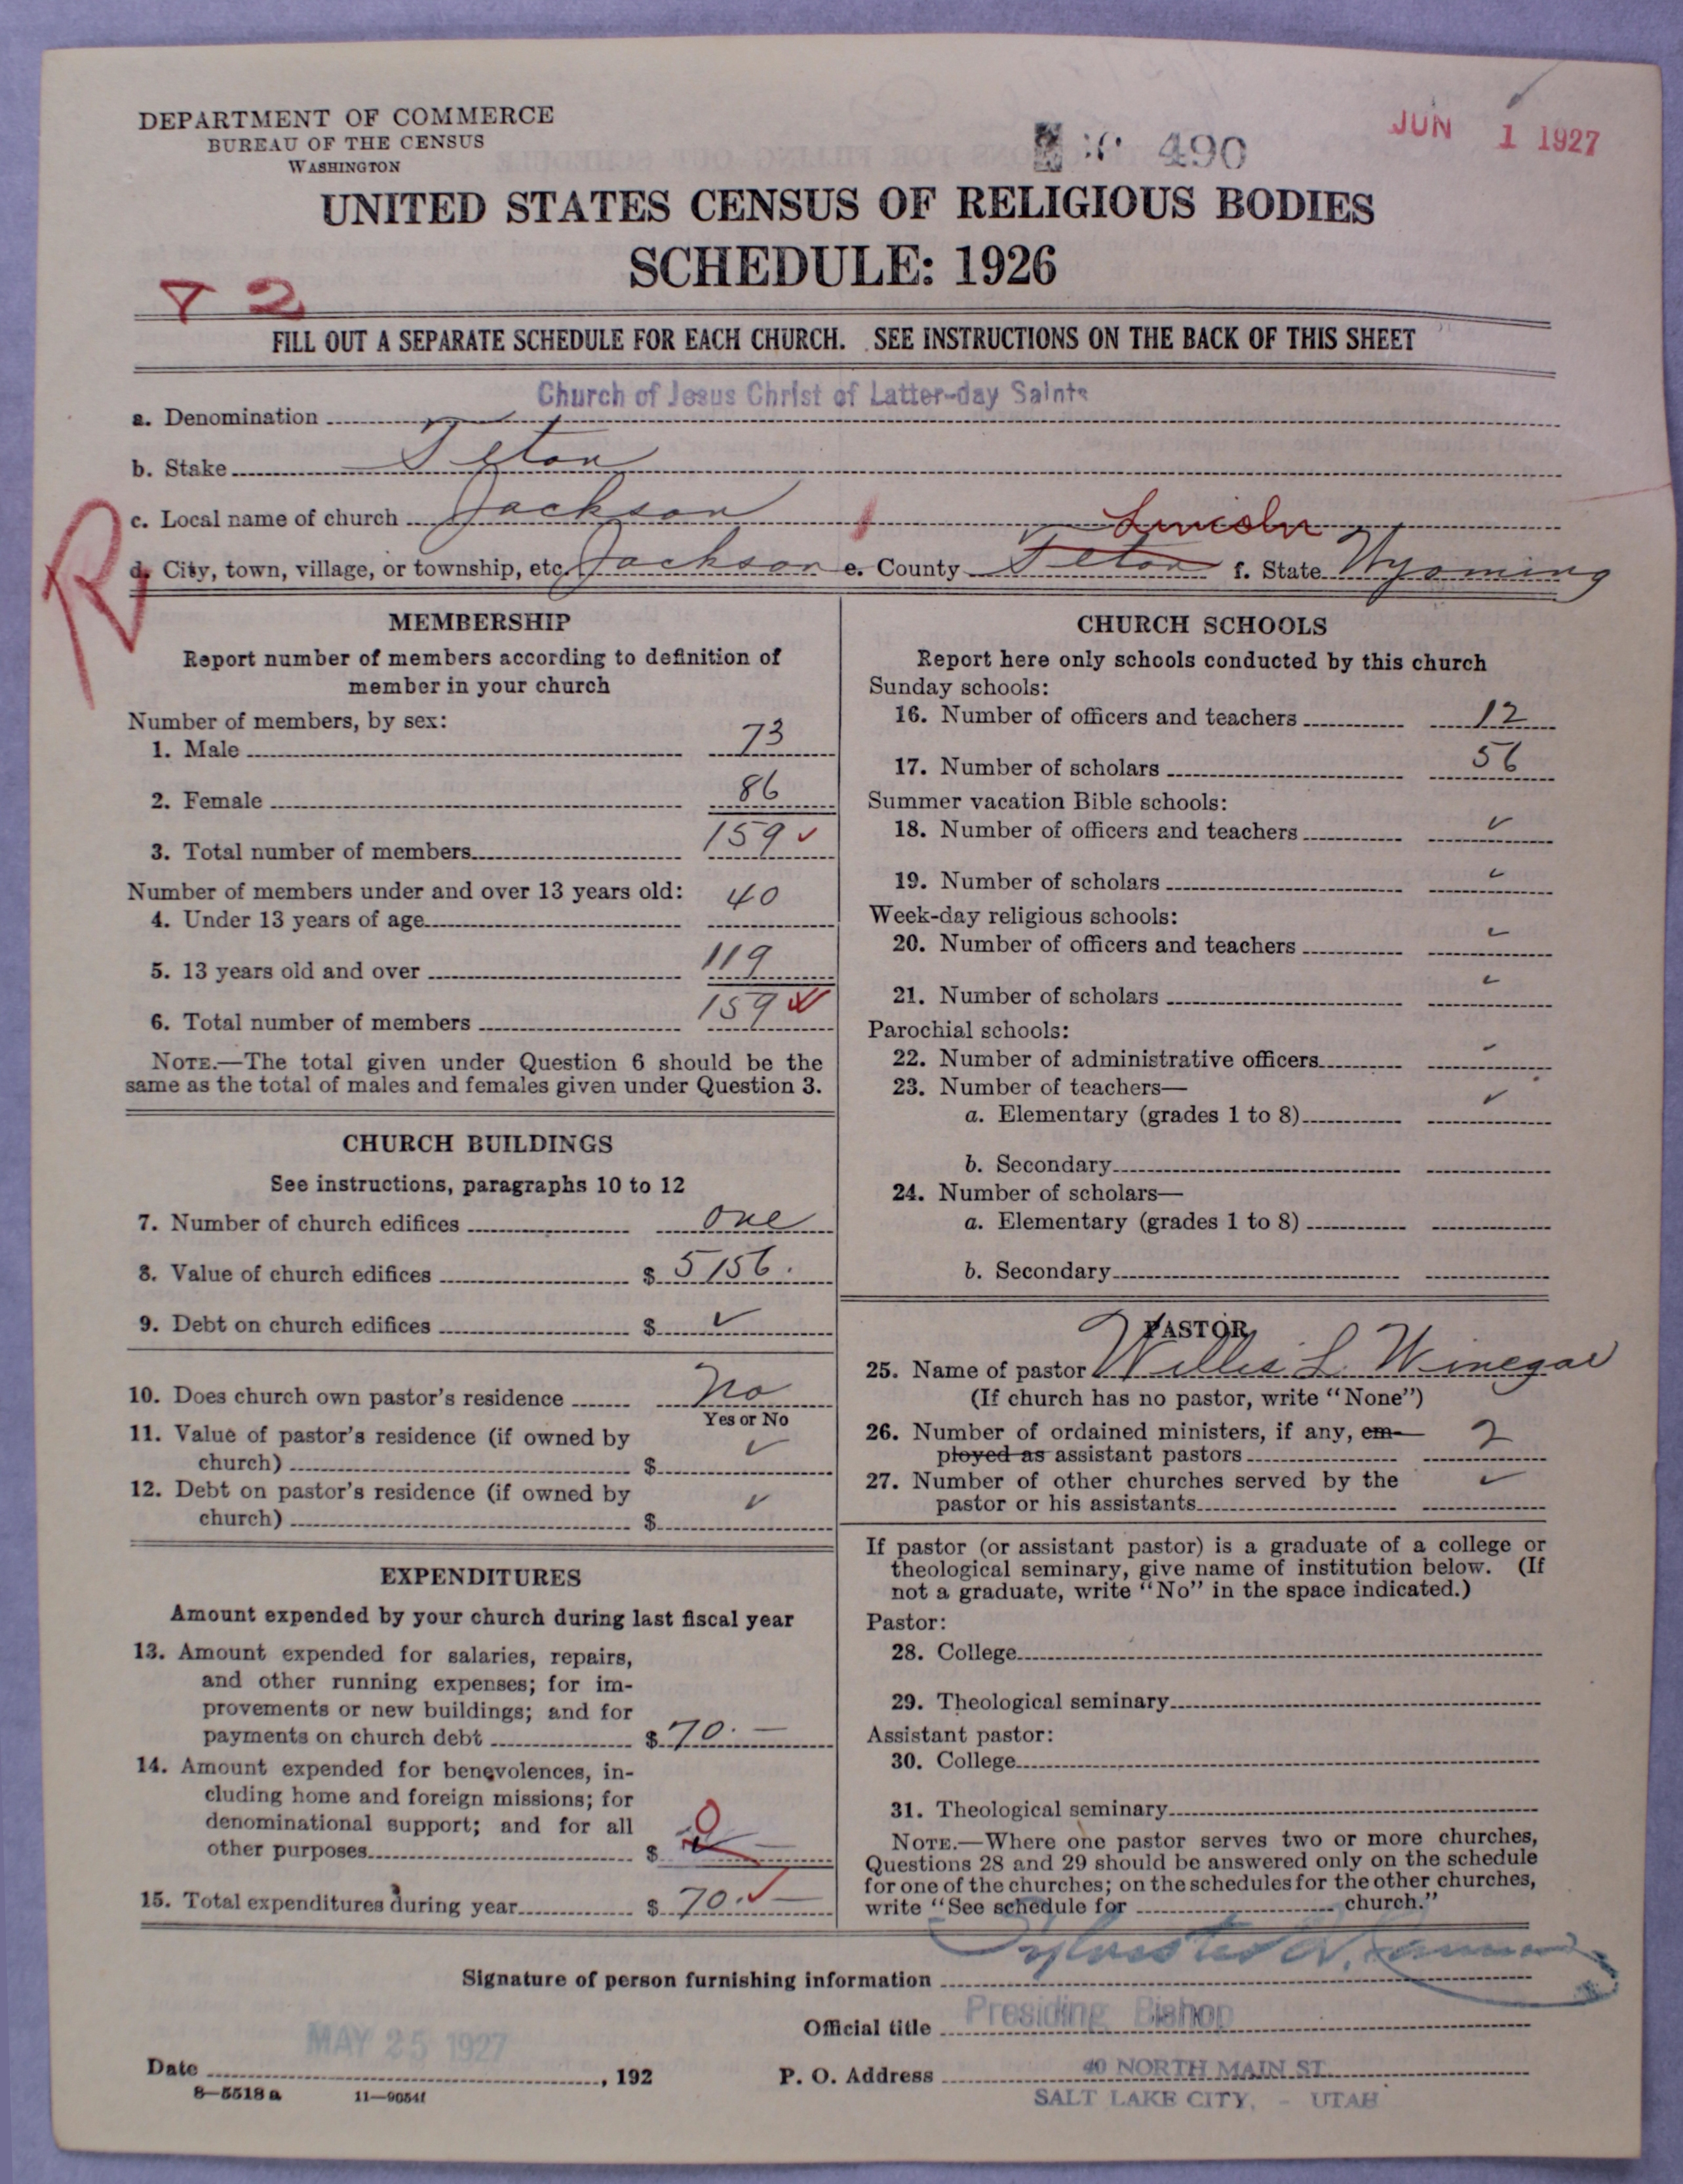 DEPARTMENT OF COMMERCE
BUREAU OF THE CENSUS
WASHINGTON
490
JUN 1 1927
UNITED STATES CENSUS OF RELIGIOUS BODIES
SCHEDULE: 1926
72
FILL OUT A SEPARATE SCHEDULE FOR EACH CHURCH. SEE INSTRUCTIONS ON THE BACK OF THIS SHEET
a. Denomination Church of Jesus Christ of Latter-day Saints
b. Stake Teton
c. Local name of church Jackson
Lincoln
R
d. City, town, village, or township, etc. Jackson e. County Teton f. State Wyoming
MEMBERSHIP
Report number of members according to definition of
member in your church
Number of members, by sex:
1. Male 73
2. Female 86
3. Total number of members 159 ✓
Number of members under and over 13 years old:
4. Under 13 years of age 40
5. 13 years old and over 119
6. Total number of members 159 ✓
NOTE.—The total given under Question 6 should be the
same as the total of males and females given under Question 3.
CHURCH BUILDINGS
See instructions, paragraphs 10 to 12
7. Number of church edifices one
8. Value of church edifices $ 5156.
9. Debt on church edifices $ ✓
10. Does church own pastor's residence no
Yes or No
11. Value of pastor's residence (if owned by
church) $ ✓
12. Debt on pastor's residence (if owned by
church) $ ✓
EXPENDITURES
Amount expended by your church during last fiscal year
13. Amount expended for salaries, repairs,
and other running expenses; for im-
provements or new buildings; and for
payments on church debt $ 70.—
14. Amount expended for benevolences, in-
cluding home and foreign missions; for
denominational support; and for all
other purposes $ 0
15. Total expenditures during year $ 70. ✓ —
CHURCH SCHOOLS
Report here only schools conducted by this church
Sunday schools:
16. Number of officers and teachers 12
17. Number of scholars 56
Summer vacation Bible schools:
18. Number of officers and teachers ✓
19. Number of scholars ✓
Week-day religious schools:
20. Number of officers and teachers ✓
21. Number of scholars ✓
Parochial schools:
22. Number of administrative officers ✓
23. Number of teachers—
a. Elementary (grades 1 to 8) ✓
b. Secondary
24. Number of scholars—
a. Elementary (grades 1 to 8)
b. Secondary
PASTOR
25. Name of pastor Willis L. Winegar
(If church has no pastor, write "None")
26. Number of ordained ministers, if any, em-
ployed as assistant pastors 2
27. Number of other churches served by the
pastor or his assistants ✓
If pastor (or assistant pastor) is a graduate of a college or
theological seminary, give name of institution below. (If
not a graduate, write "No" in the space indicated.)
Pastor:
28. College
29. Theological seminary
Assistant pastor:
30. College
31. Theological seminary
NOTE.—Where one pastor serves two or more churches,
Questions 28 and 29 should be answered only on the schedule
for one of the churches; on the schedules for the other churches,
write "See schedule for church."
Signature of person furnishing information Sylvester Q. Cannon
Official title Presiding Bishop
Date MAY 25 1927, 192
P. O. Address 40 NORTH MAIN ST.
SALT LAKE CITY, - UTAH
8—5518 a 11—9054f